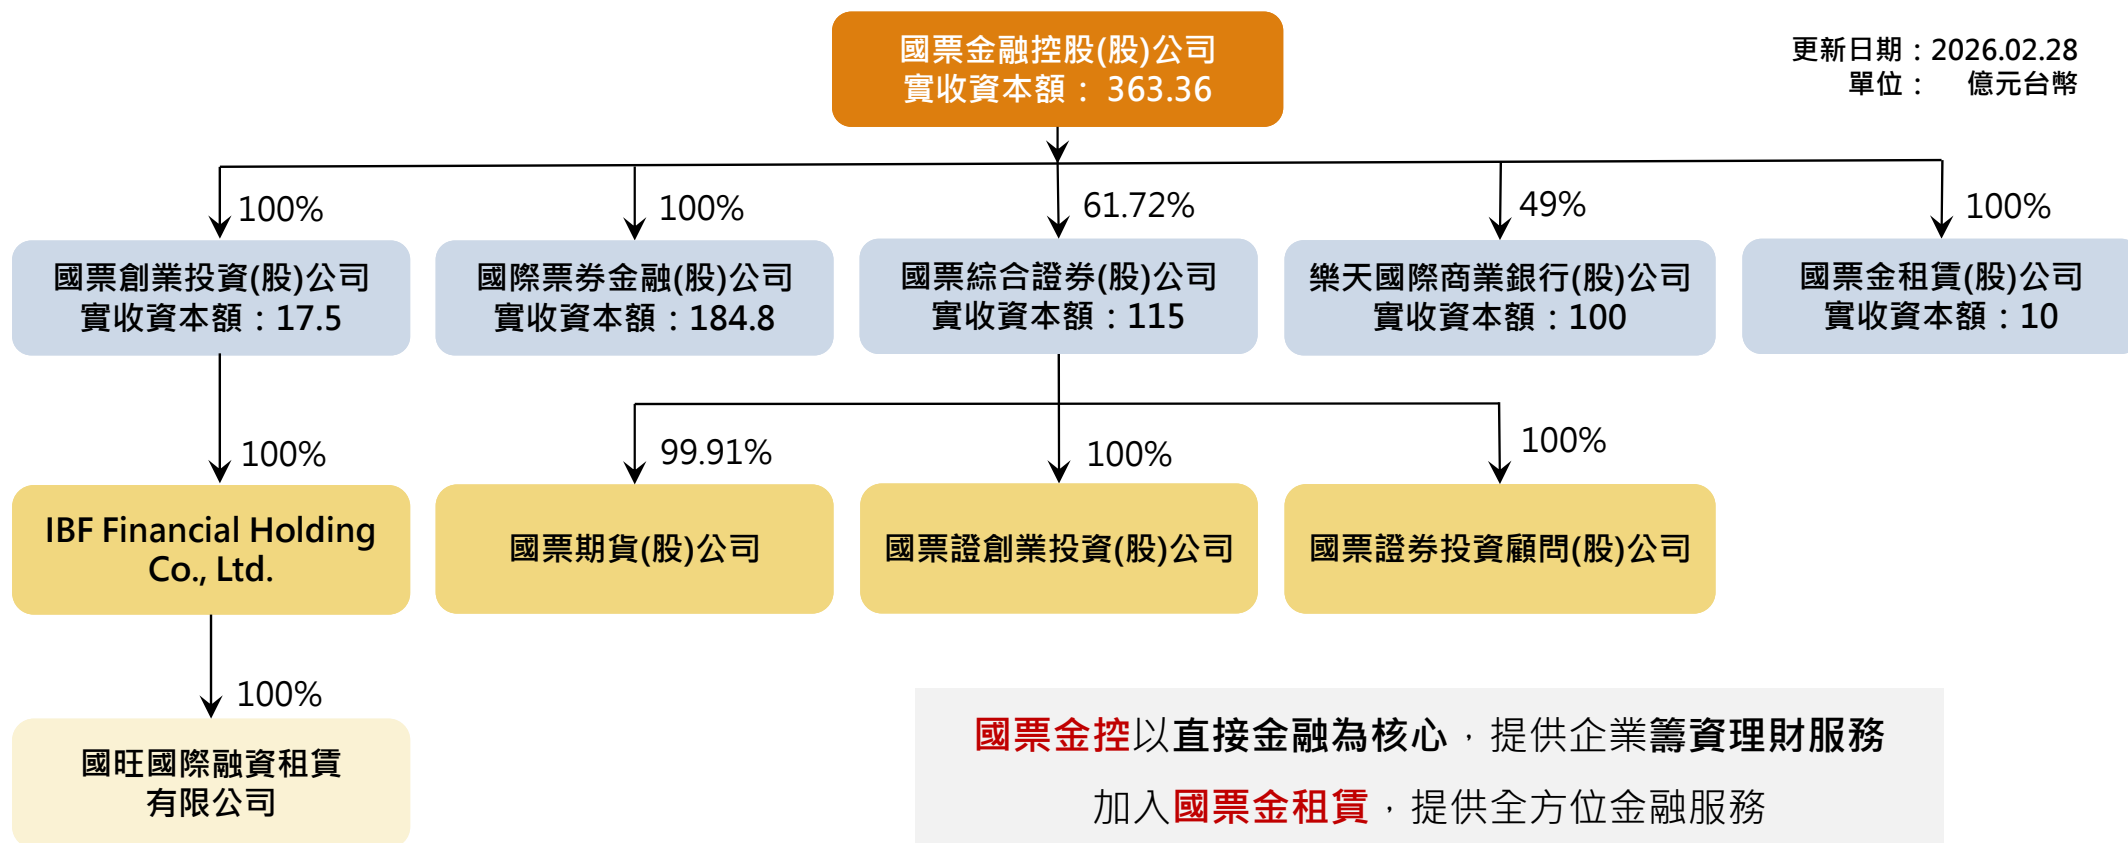 國票金融控股(股)公司
實收資本額： 363.36
更新日期：2026.02.28
單位： 億元台幣
100%
100%
61.72%
49%
100%
國票創業投資(股)公司
實收資本額：17.5
國際票券金融(股)公司
實收資本額：184.8
國票綜合證券(股)公司
實收資本額：115
樂天國際商業銀行(股)公司
實收資本額：100
國票金租賃(股)公司
實收資本額：10
100%
99.91%
100%
100%
IBF Financial Holding
Co., Ltd.
國票期貨(股)公司
國票證創業投資(股)公司
國票證券投資顧問(股)公司
100%
國旺國際融資租賃
有限公司
國票金控以直接金融為核心，提供企業籌資理財服務
加入國票金租賃，提供全方位金融服務